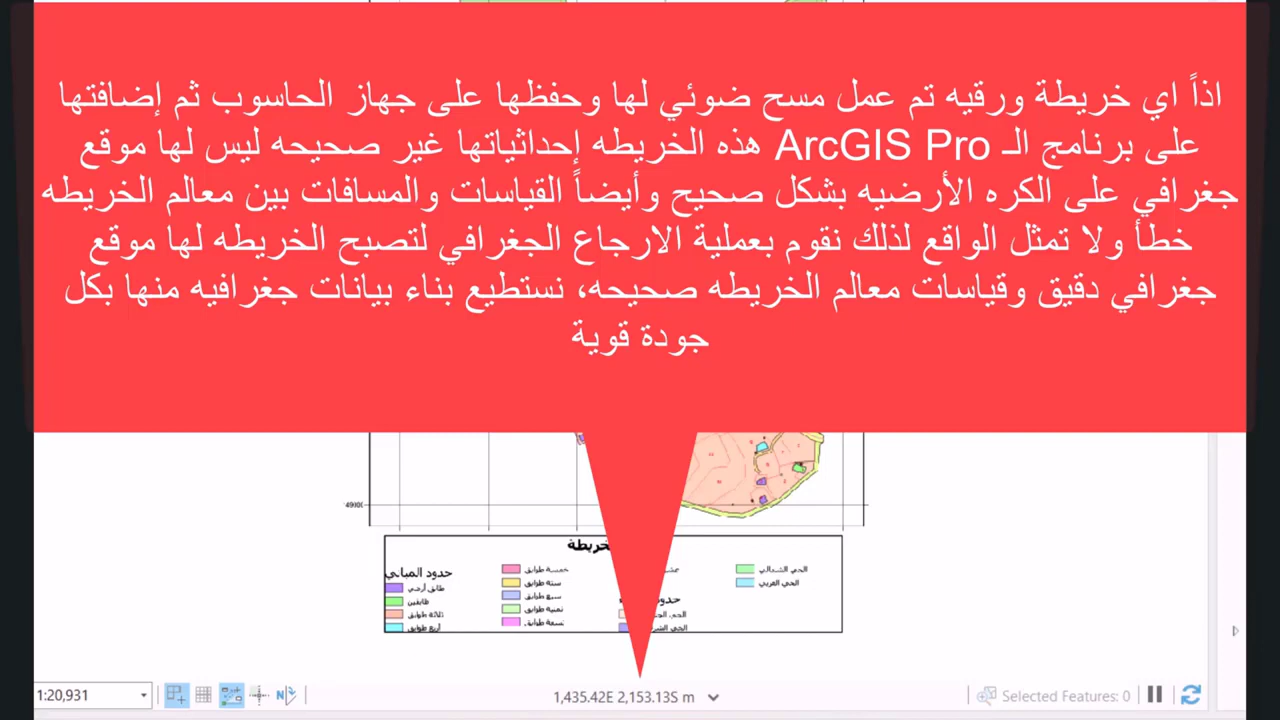 اذاً اي خريطة ورقيه تم عمل مسح ضوئي لها وحفظها على جهاز الحاسوب ثم إضافتها
على برنامج الـ ArcGIS Pro هذه الخريطه إحداثياتها غير صحيحه ليس لها موقع
جغرافي على الكره الأرضيه بشكل صحيح وأيضاً القياسات والمسافات بين معالم الخريطه
خطأ ولا تمثل الواقع لذلك نقوم بعملية الارجاع الجغرافي لتصبح الخريطه لها موقع
جغرافي دقيق وقياسات معالم الخريطه صحيحه، نستطيع بناء بيانات جغرافيه منها بكل
جودة قوية
حدود المباني
طابق أرضي
طابقين
ثلاثة طوابق
أربع طوابق
خمسة طوابق
ستة طوابق
سبع طوابق
ثمنية طوابق
تسعة طوابق
الحي الشمالي
الحي الغربي
1:20,931
1,435.42E 2,153.13S m
Selected Features: 0